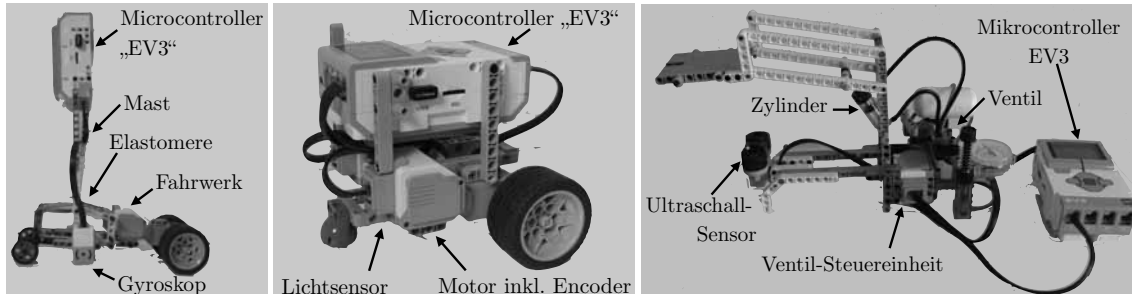 Microcontroller
„EV3“
Mast
Elastomere
Fahrwerk
Gyroskop
Microcontroller „EV3“
Lichtsensor
Motor inkl. Encoder
Mikrocontroller
EV3
Zylinder
Ventil
Ultraschall-
Sensor
Ventil-Steuereinheit